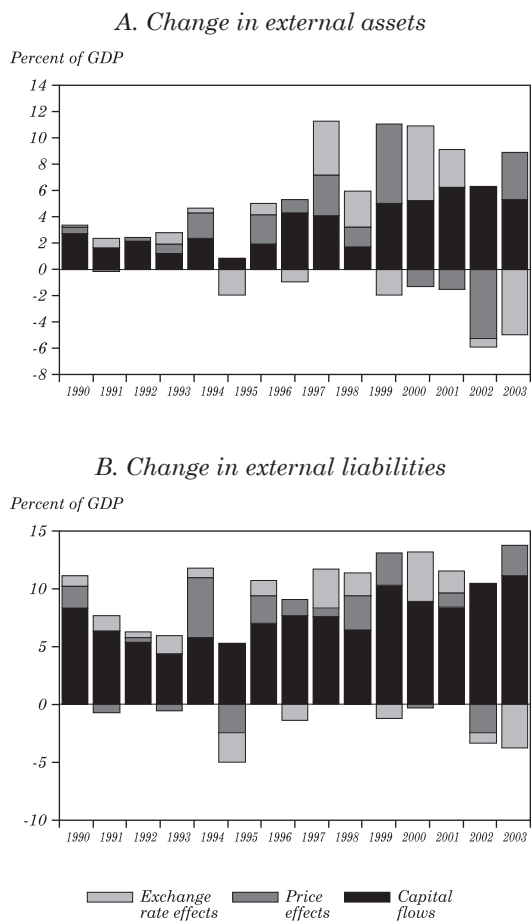 A. Change in external assets
Percent of GDP
14
12
10
8
6
4
2
0
-2
-4
-6
-8
1990 1991 1992 1993 1994 1995 1996 1997 1998 1999 2000 2001 2002 2003
B. Change in external liabilities
Percent of GDP
15
10
5
0
-5
-10
1990 1991 1992 1993 1994 1995 1996 1997 1998 1999 2000 2001 2002 2003
Exchange Price Capital
rate effects effects flows